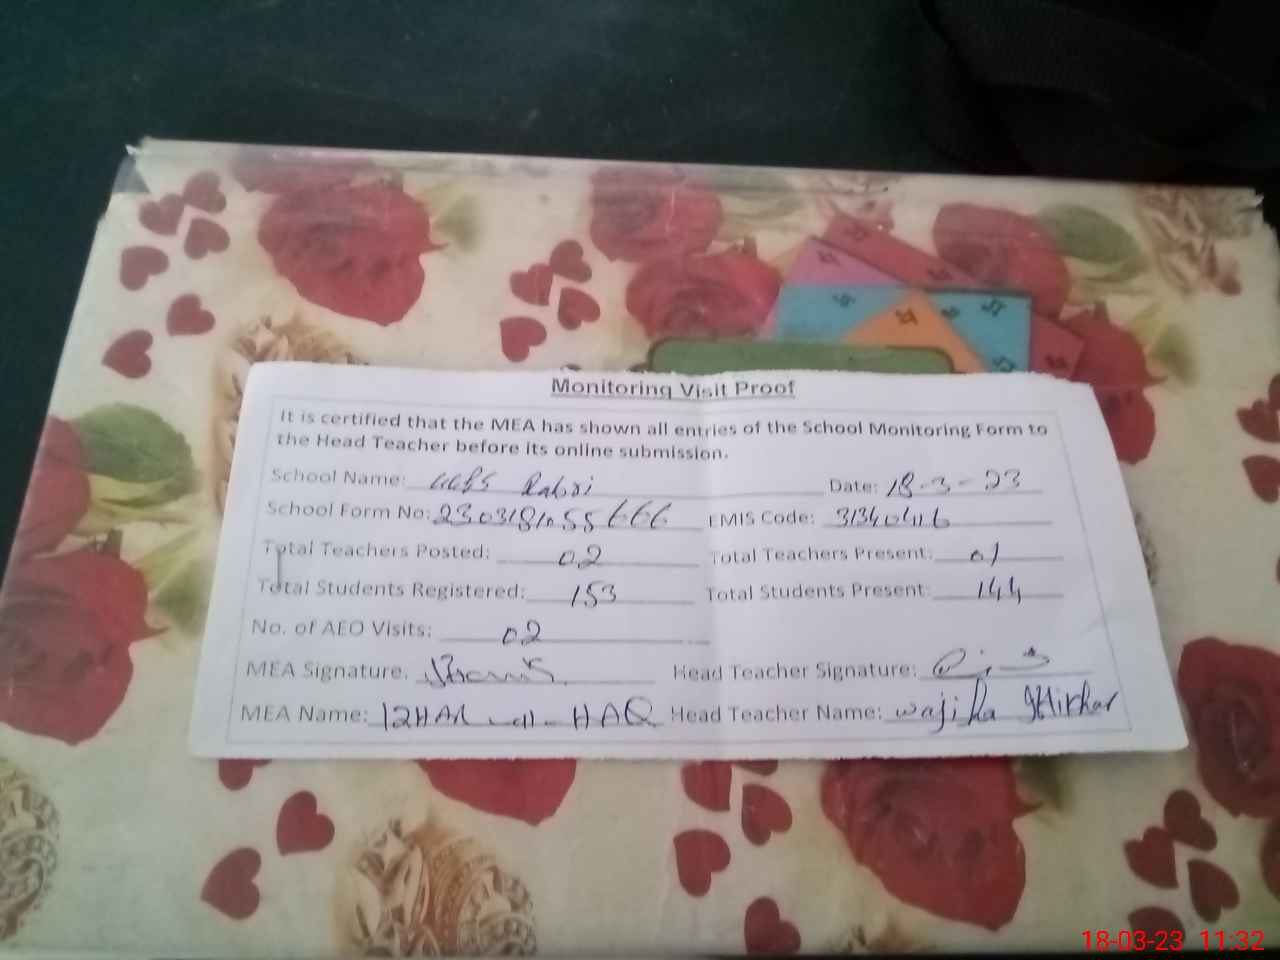 Monitoring Visit Proof
It is certified that the MEA has shown all entries of the School Monitoring Form to
the Head Teacher before its online submission.
School Name: Date: 18-3-23
School Form No: EMIS Code: 31340416
Total Teachers Posted: 02 Total Teachers Present: 01
Total Students Registered: 153 Total Students Present: 144
No. of AEO Visits: 02
MEA Signature. Head Teacher Signature:
MEA Name: HAQ Head Teacher Name: wajiha Iftikhar
18-03-23 11:32